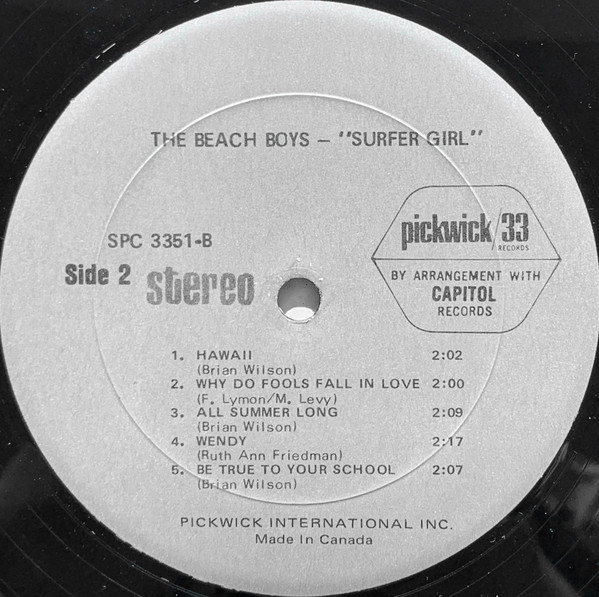 THE BEACH BOYS – "SURFER GIRL"
pickwick/33
RECORDS
BY ARRANGEMENT WITH
CAPITOL
RECORDS
SPC 3351-B
Side 2 stereo
1. HAWAII 2:02
(Brian Wilson)
2. WHY DO FOOLS FALL IN LOVE 2:00
(F. Lymon/M. Levy)
3. ALL SUMMER LONG 2:09
(Brian Wilson)
4. WENDY 2:17
(Ruth Ann Friedman)
5. BE TRUE TO YOUR SCHOOL 2:07
(Brian Wilson)
PICKWICK INTERNATIONAL INC.
Made In Canada